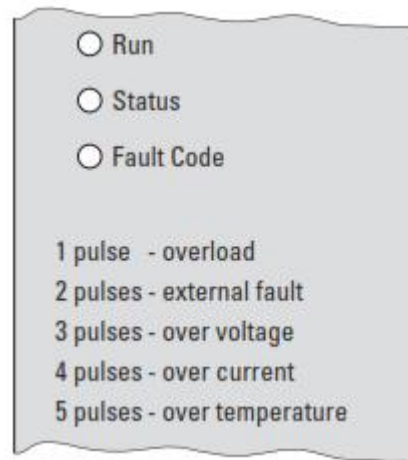 Run
Status
Fault Code
1 pulse - overload
2 pulses - external fault
3 pulses - over voltage
4 pulses - over current
5 pulses - over temperature